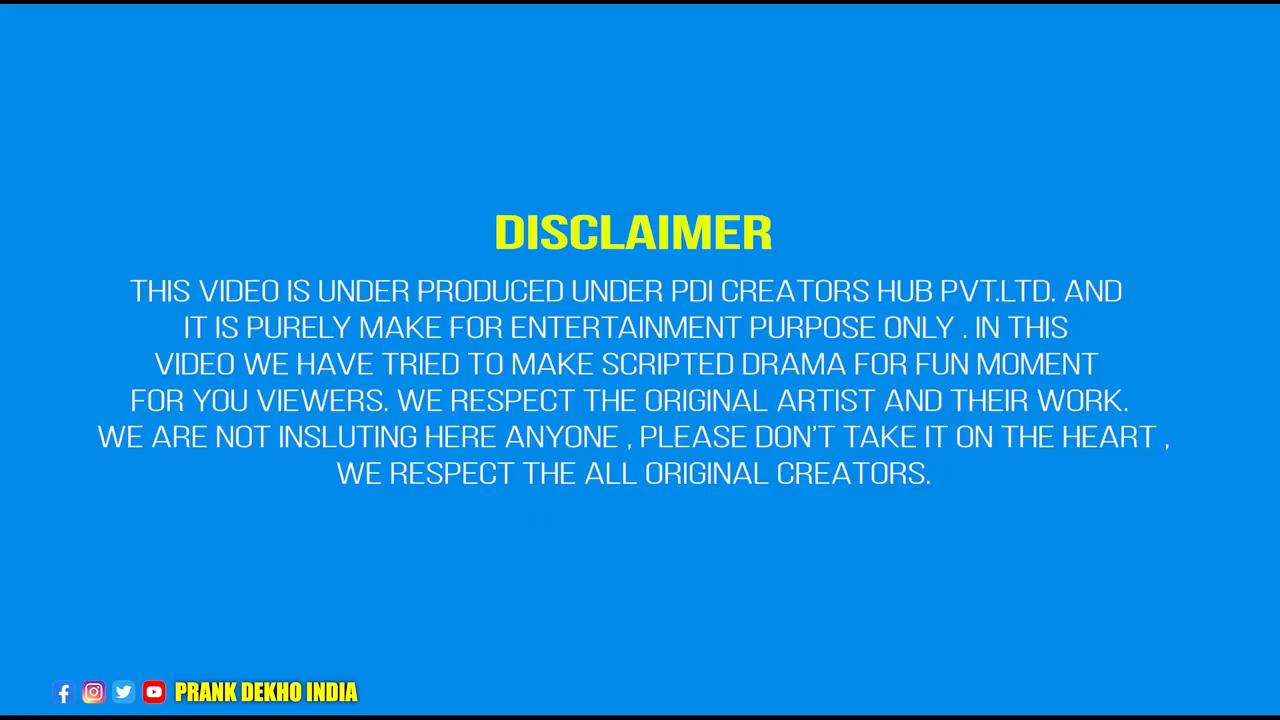 DISCLAIMER
THIS VIDEO IS UNDER PRODUCED UNDER PDI CREATORS HUB PVT.LTD. AND
IT IS PURELY MAKE FOR ENTERTAINMENT PURPOSE ONLY . IN THIS
VIDEO WE HAVE TRIED TO MAKE SCRIPTED DRAMA FOR FUN MOMENT
FOR YOU VIEWERS. WE RESPECT THE ORIGINAL ARTIST AND THEIR WORK.
WE ARE NOT INSLUTING HERE ANYONE , PLEASE DON'T TAKE IT ON THE HEART ,
WE RESPECT THE ALL ORIGINAL CREATORS.
PRANK DEKHO INDIA